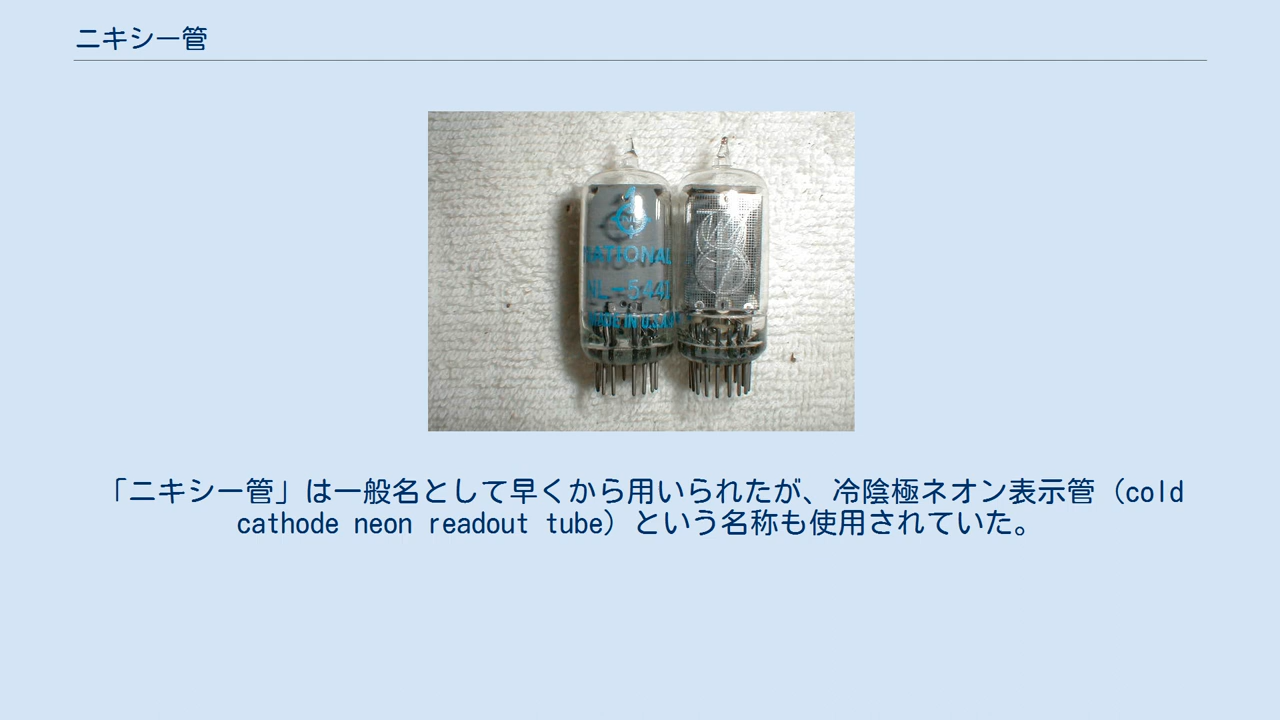 ニキシー管
NATIONAL
MADE IN U.S.A.
「ニキシー管」は一般名として早くから用いられたが、冷陰極ネオン表示管（cold
cathode neon readout tube）という名称も使用されていた。